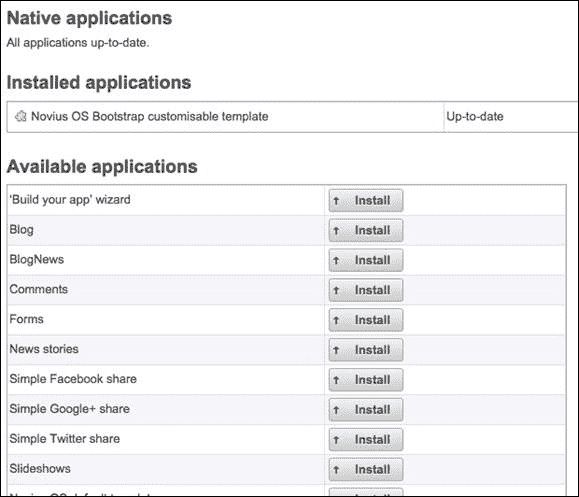 Native applications
All applications up-to-date.
Installed applications
Novius OS Bootstrap customisable template Up-to-date
Available applications
'Build your app' wizard Install
Blog Install
BlogNews Install
Comments Install
Forms Install
News stories Install
Simple Facebook share Install
Simple Google+ share Install
Simple Twitter share Install
Slideshows Install